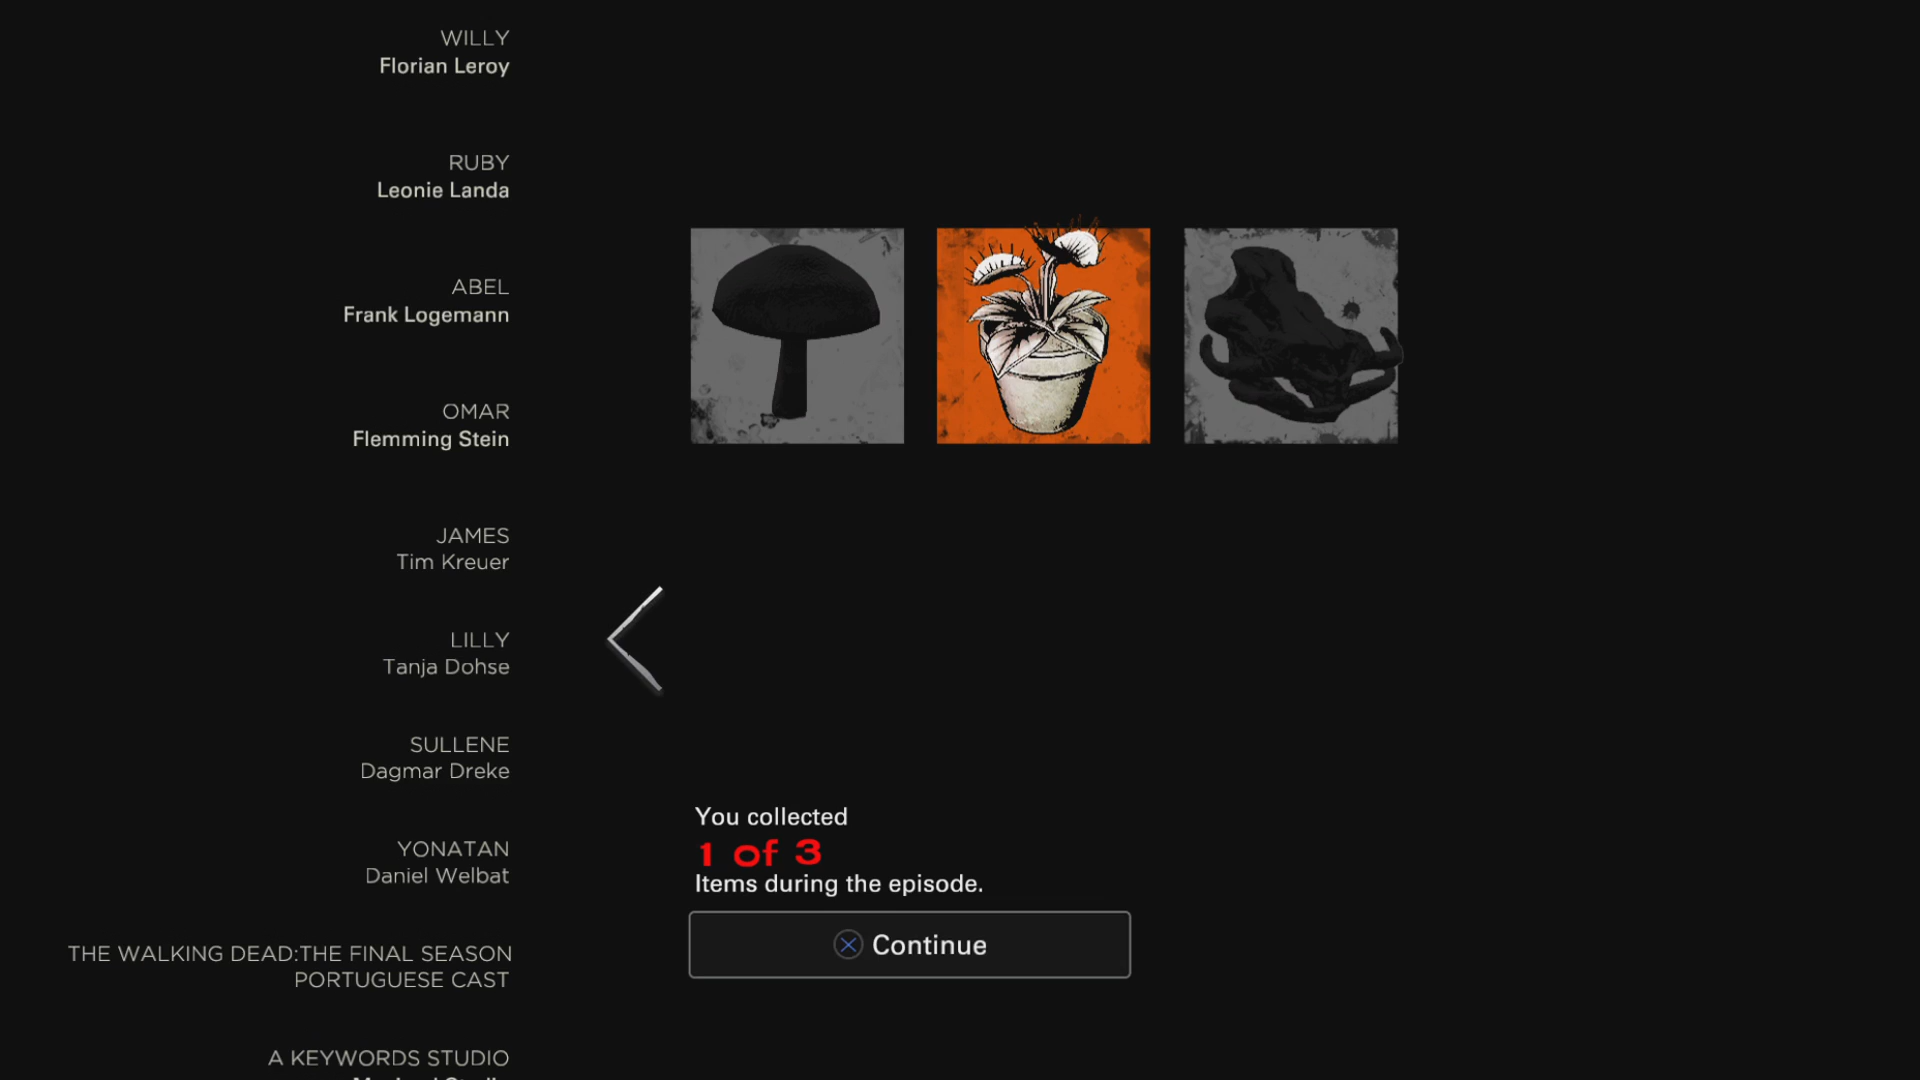 WILLY
Florian Leroy
RUBY
Leonie Landa
ABEL
Frank Logemann
OMAR
Flemming Stein
JAMES
Tim Kreuer
LILLY
Tanja Dohse
SULLENE
Dagmar Dreke
YONATAN
Daniel Welbat
THE WALKING DEAD:THE FINAL SEASON
PORTUGUESE CAST
A KEYWORDS STUDIO
You collected
1 of 3
Items during the episode.
Continue